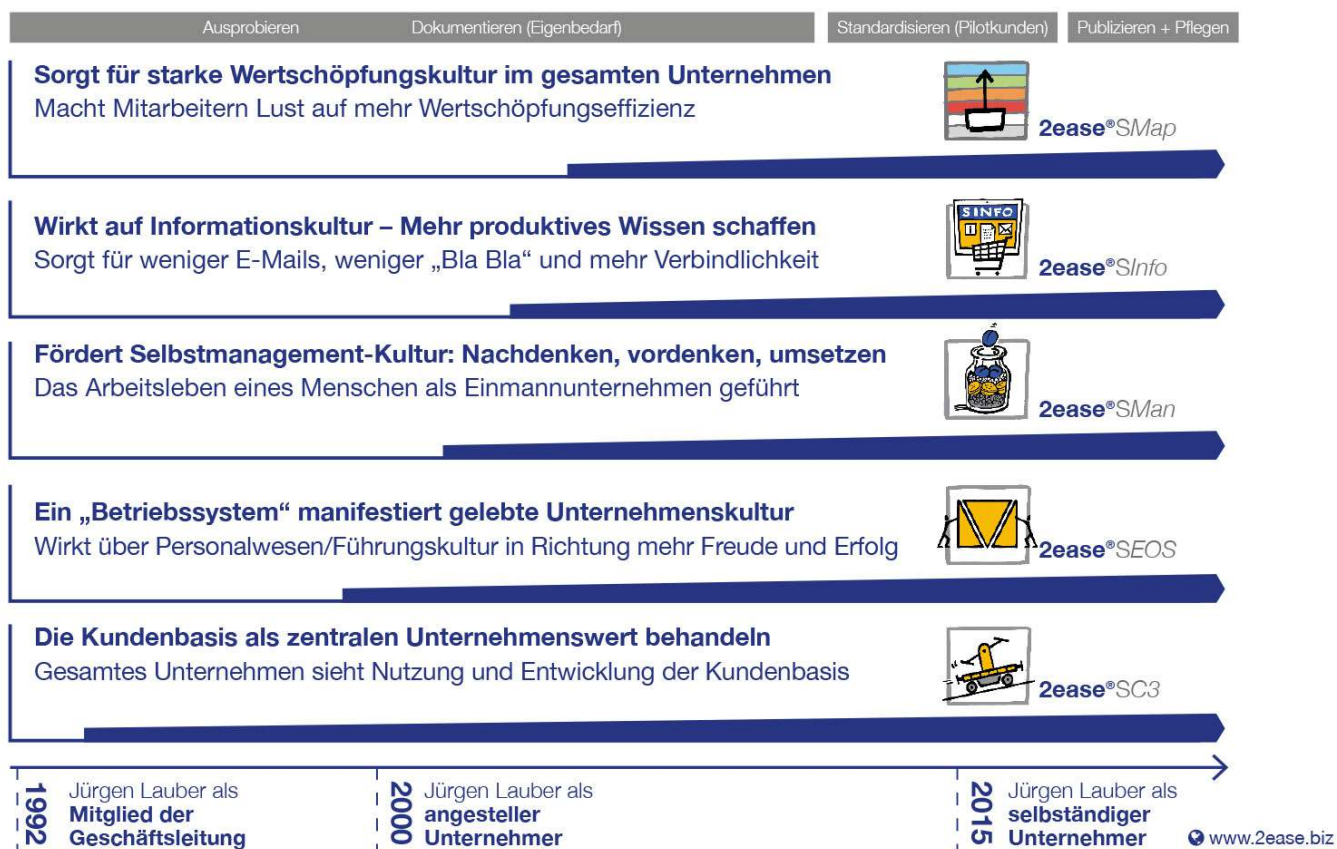 Ausprobieren
Dokumentieren (Eigenbedarf)
Standardisieren (Pilotkunden)
Publizieren + Pflegen
Sorgt für starke Wertschöpfungskultur im gesamten Unternehmen
Macht Mitarbeitern Lust auf mehr Wertschöpfungseffizienz
2ease®SMap
Wirkt auf Informationskultur – Mehr produktives Wissen schaffen
Sorgt für weniger E-Mails, weniger „Bla Bla“ und mehr Verbindlichkeit
SINFO
2ease®SInfo
Fördert Selbstmanagement-Kultur: Nachdenken, vordenken, umsetzen
Das Arbeitsleben eines Menschen als Einmannunternehmen geführt
2ease®SMan
Ein „Betriebssystem“ manifestiert gelebte Unternehmenskultur
Wirkt über Personalwesen/Führungskultur in Richtung mehr Freude und Erfolg
2ease®SEOS
Die Kundenbasis als zentralen Unternehmenswert behandeln
Gesamtes Unternehmen sieht Nutzung und Entwicklung der Kundenbasis
2ease®SC3
1992
Jürgen Lauber als
Mitglied der
Geschäftsleitung
2000
Jürgen Lauber als
angesteller
Unternehmer
2015
Jürgen Lauber als
selbständiger
Unternehmer
www.2ease.biz